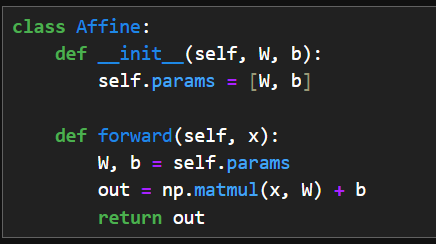 class Affine:
    def __init__(self, W, b):
        self.params = [W, b]

    def forward(self, x):
        W, b = self.params
        out = np.matmul(x, W) + b
        return out